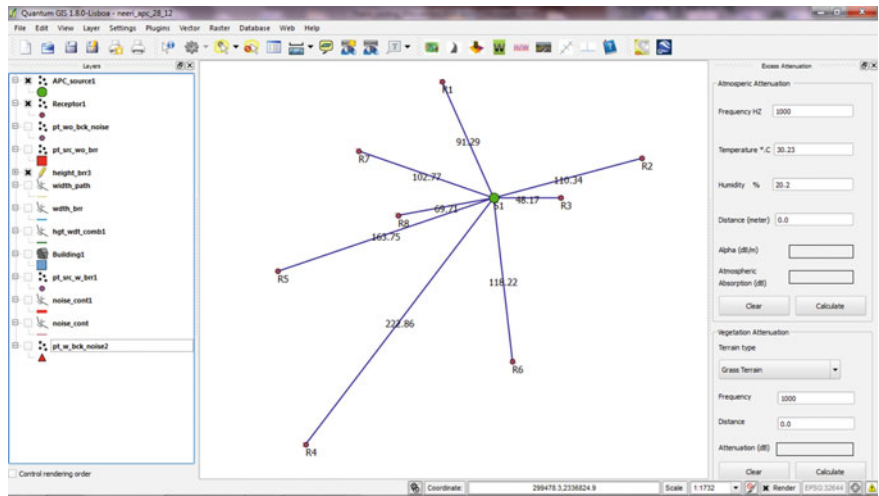 Quantum GIS 1.8.0-Lisboa - neeri_apc_28_12
File Edit View Layer Settings Plugins Vector Raster Database Web Help
Layers
APC_source1
Receptor1
pt_wo_bck_noise
pt_src_wo_brr
height_brr3
width_path
wdth_brr
hgt_wdt_comb1
Building1
pt_src_w_brr1
noise_cont1
noise_cont
pt_w_bck_noise2
Control rendering order
R1
91.29
R7
102.77
R2
110.34
S1
48.17
R3
69.71
R8
163.75
R5
118.22
222.86
R6
R4
Excess Attenuation
Atmosperic Attenuation
Frequency HZ 1000
Temperature *.C 30.23
Humidity % 20.2
Distance (meter) 0.0
Alpha (dB/m)
Atmospheric
Absorption (dB)
Clear Calculate
Vegetation Attenuation
Terrain type
Grass Terrain
Frequency 1000
Distance 0.0
Attenuation (dB)
Clear Calculate
Coordinate: 299478.3,2336824.9 Scale 1:1732 Render EPSG:32644